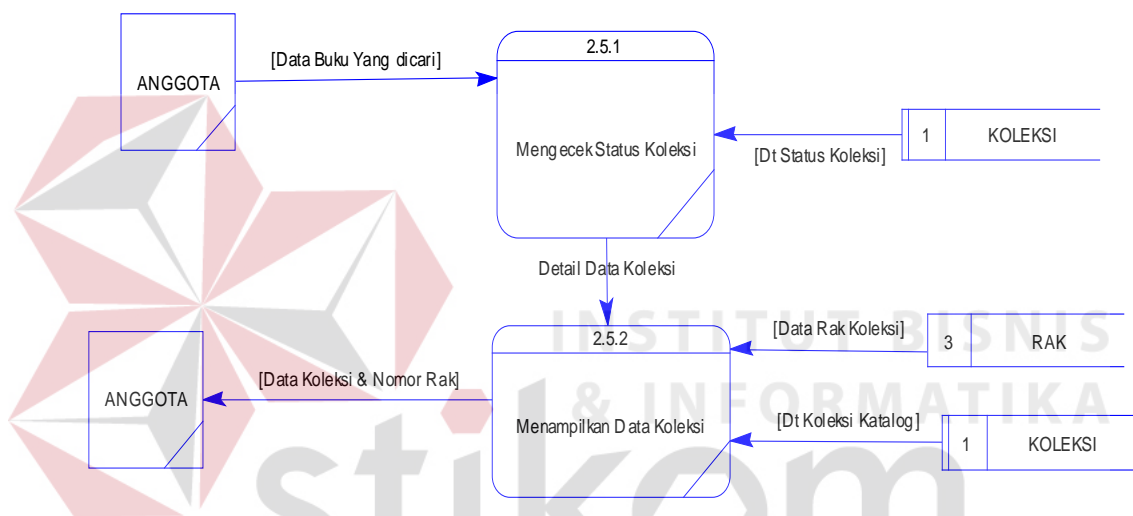 2.5.1
[Data Buku Yang dicari]
ANGGOTA
Mengecek Status Koleksi
1 KOLEKSI
[Dt Status Koleksi]
Detail Data Koleksi
INSTITUT BISNIS
& INFORMATIKA
stikom
2.5.2
[Data Rak Koleksi]
3 RAK
[Data Koleksi & Nomor Rak]
ANGGOTA
Menampilkan Data Koleksi
[Dt Koleksi Katalog]
1 KOLEKSI